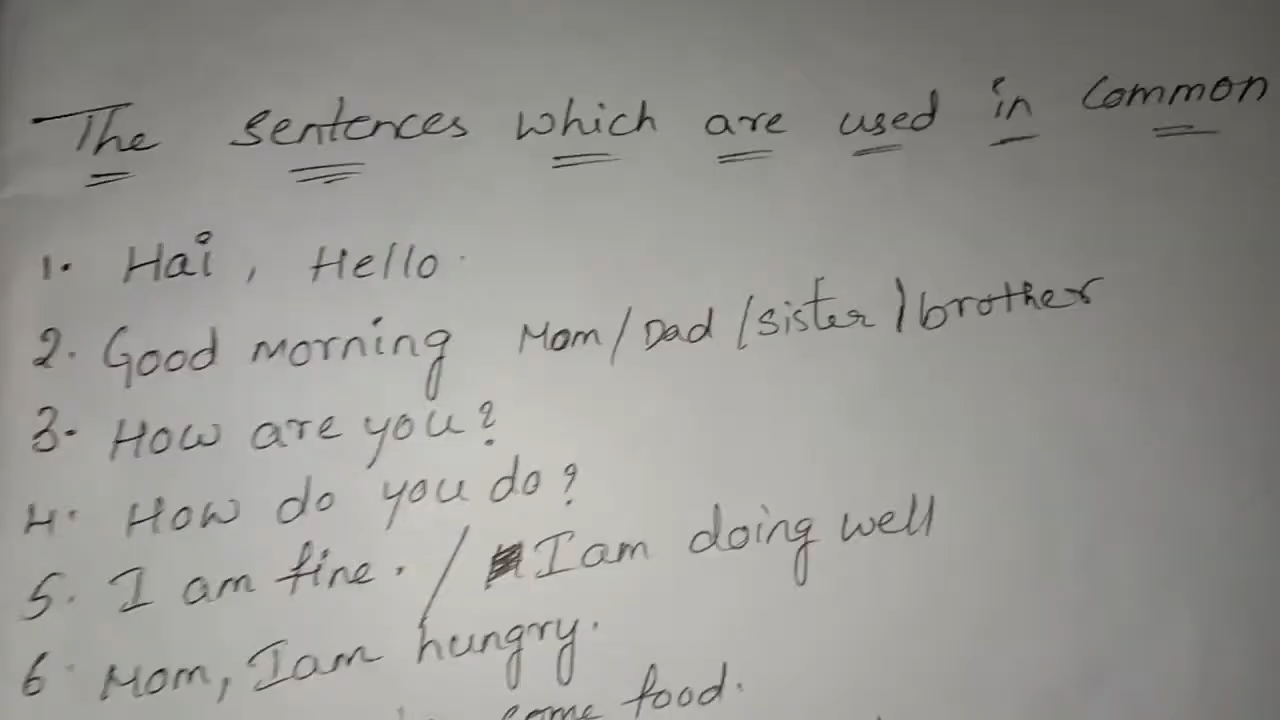 The sentences which are used in common
1. Hai, Hello.
2. Good morning Mom/Dad/sister/brother
3. How are you?
4. How do you do?
5. I am fine. / I am doing well
6. Mom, I am hungry.
some food.